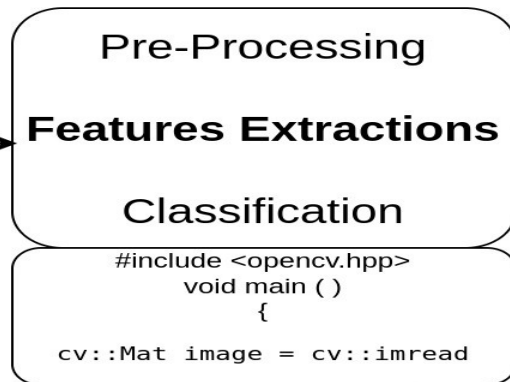 Pre-Processing
Features Extractions
Classification
#include <opencv.hpp>
void main ( )
{
cv::Mat image = cv::imread